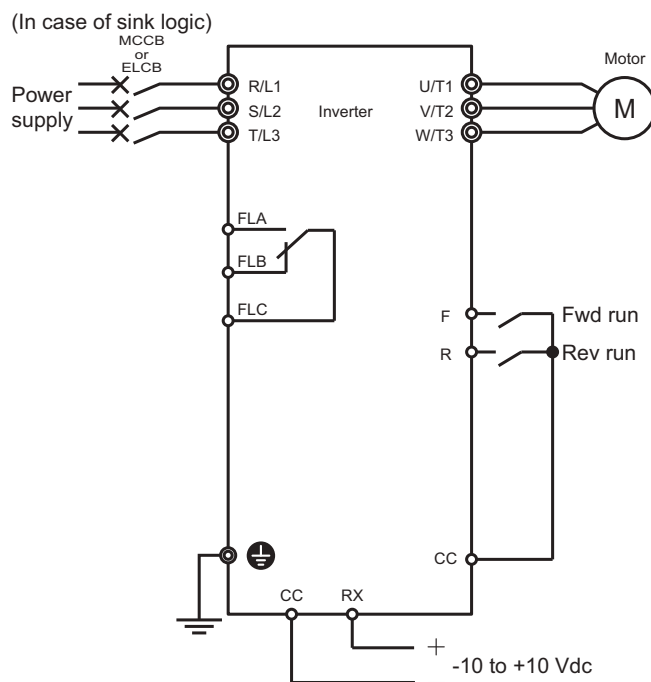 (In case of sink logic)
MCCB
or
ELCB
Power
supply
R/L1
S/L2
T/L3
Inverter
U/T1
V/T2
W/T3
Motor
M
FLA
FLB
FLC
F
Fwd run
R
Rev run
CC
CC
RX
+
-10 to +10 Vdc